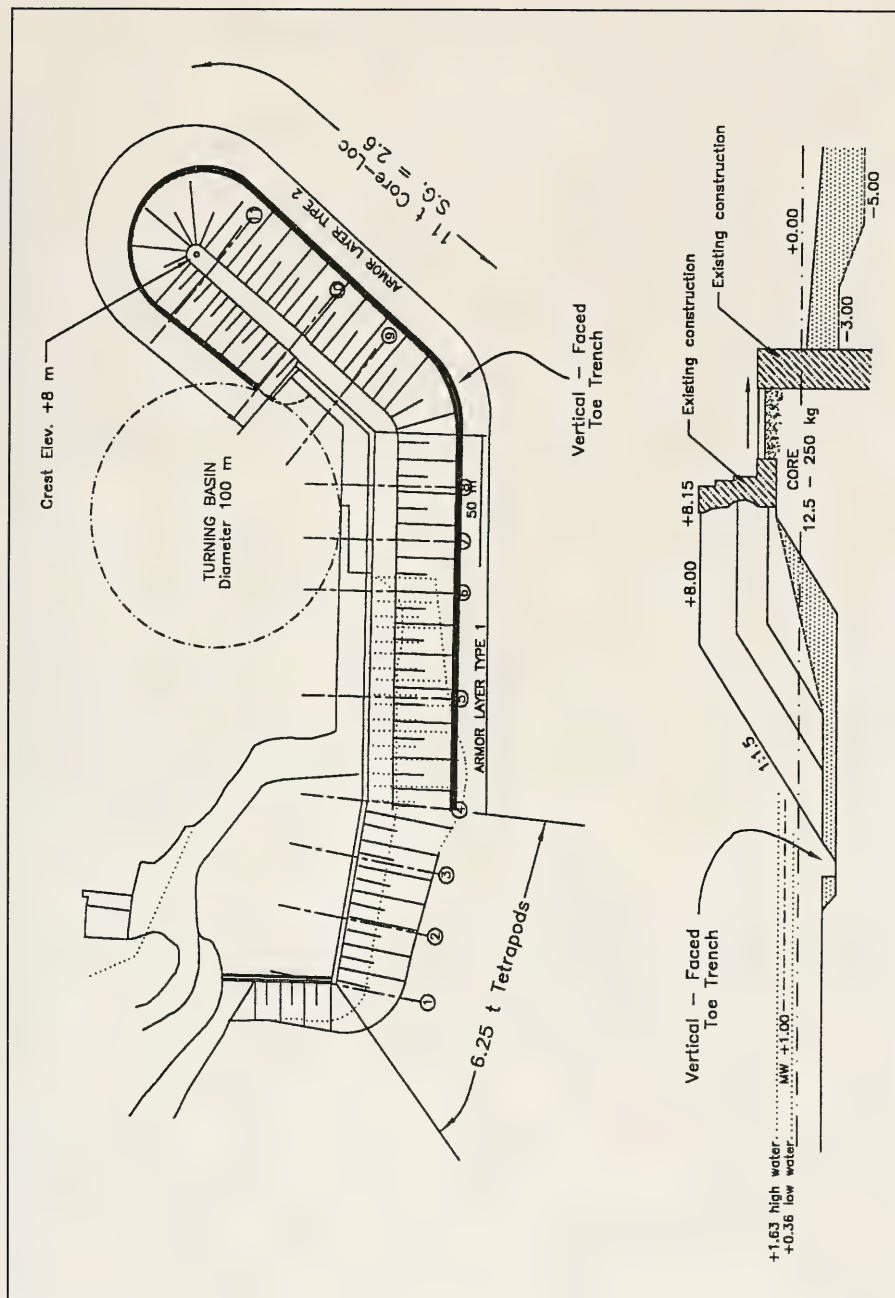 Crest Elev. +8 m
TURNING BASIN
Diameter 100 m
11 t Core-Loc
S.G. = 2.6
ARMOR LAYER TYPE 2
Vertical – Faced
Toe Trench
50 m
ARMOR LAYER TYPE 1
6.25 t Tetrapods
1
2
3
4
5
6
7
8
9
11
Existing construction
Existing construction
+8.15
+8.00
1:1.5
CORE
12.5 – 250 kg
+0.00
-3.00
-5.00
Vertical – Faced
Toe Trench
MW +1.00
+1.63 high water
+0.36 low water